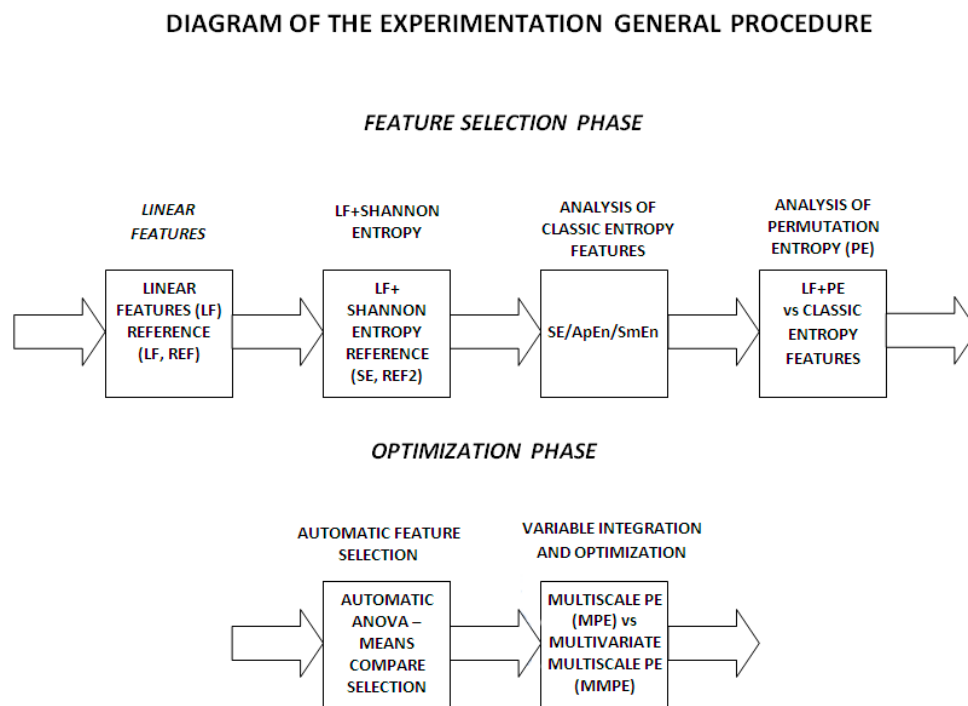 DIAGRAM OF THE EXPERIMENTATION GENERAL PROCEDURE
FEATURE SELECTION PHASE
LINEAR
FEATURES
LF+SHANNON
ENTROPY
ANALYSIS OF
CLASSIC ENTROPY
FEATURES
ANALYSIS OF
PERMUTATION
ENTROPY (PE)
LINEAR
FEATURES (LF)
REFERENCE
(LF, REF)
LF+
SHANNON
ENTROPY
REFERENCE
(SE, REF2)
SE/ApEn/SmEn
LF+PE
vs CLASSIC
ENTROPY
FEATURES
OPTIMIZATION PHASE
AUTOMATIC FEATURE
SELECTION
VARIABLE INTEGRATION
AND OPTIMIZATION
AUTOMATIC
ANOVA –
MEANS
COMPARE
SELECTION
MULTISCALE PE
(MPE) vs
MULTIVARIATE
MULTISCALE PE
(MMPE)